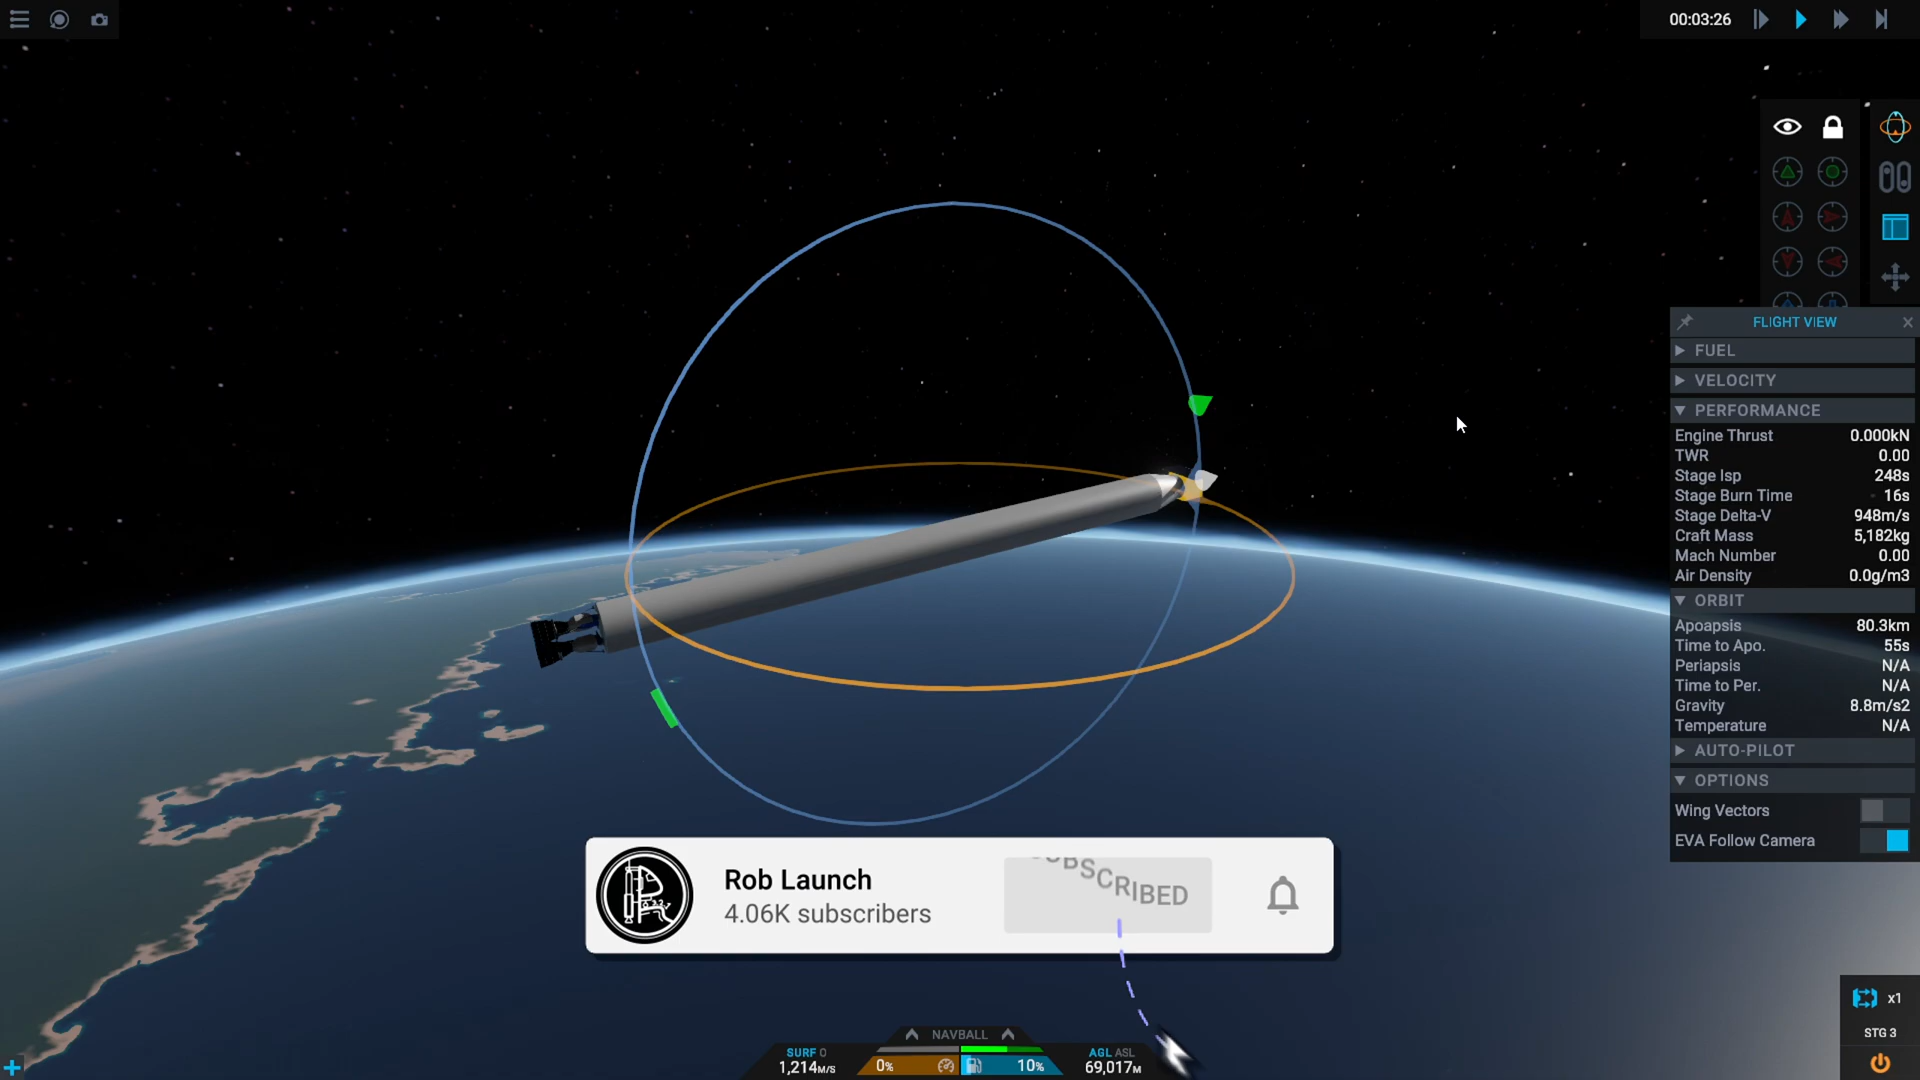 00:03:26
FLIGHT VIEW
FUEL
VELOCITY
PERFORMANCE
Engine Thrust 0.000kN
TWR 0.00
Stage Isp 248s
Stage Burn Time 16s
Stage Delta-V 948m/s
Craft Mass 5,182kg
Mach Number 0.00
Air Density 0.0g/m3
ORBIT
Apoapsis 80.3km
Time to Apo. 55s
Periapsis N/A
Time to Per. N/A
Gravity 8.8m/s2
Temperature N/A
AUTO-PILOT
OPTIONS
Wing Vectors
EVA Follow Camera
Rob Launch
4.06K subscribers
SUBSCRIBED
x1
STG 3
NAVBALL
SURF O
1,214M/S
0%
10%
AGL ASL
69,017M